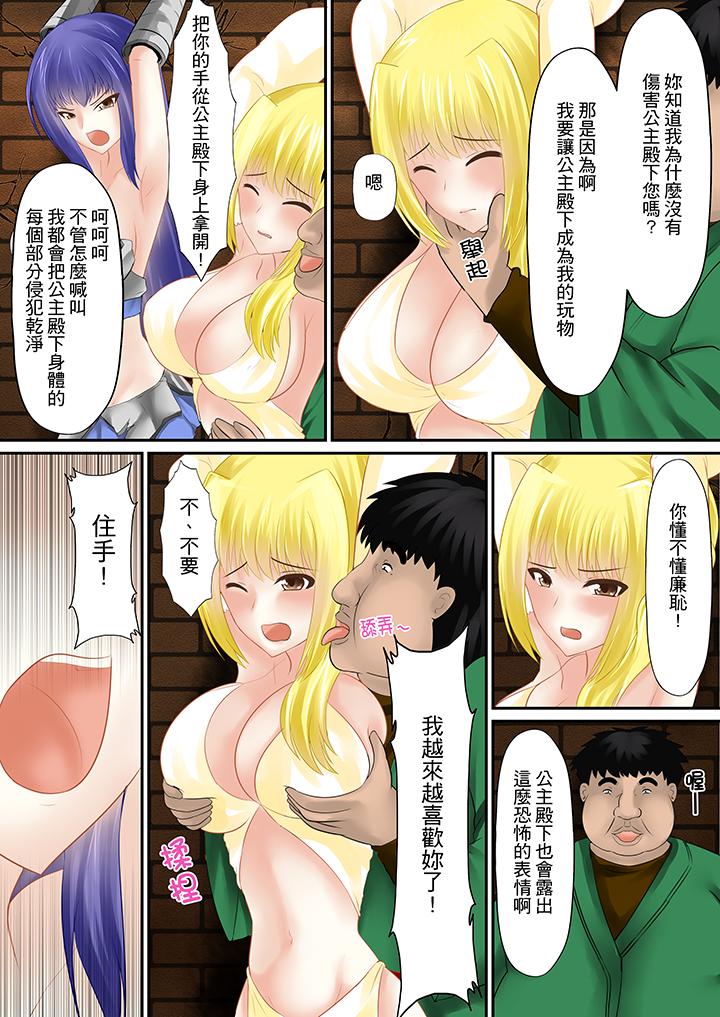 妳知道我為什麼沒有
傷害公主殿下您嗎？
那是因為啊
我要讓公主殿下成為我的玩物
嗯
舉起
把你的手從公主殿下身上拿開！
呵呵呵
不管怎麼喊叫
我都會把公主殿下身體的
每個部分侵犯乾淨
你懂不懂廉恥！
喔—
公主殿下也會露出
這麼恐怖的表情啊
不、不要
舔弄～
我越來越喜歡妳了！
揉捏
住手！